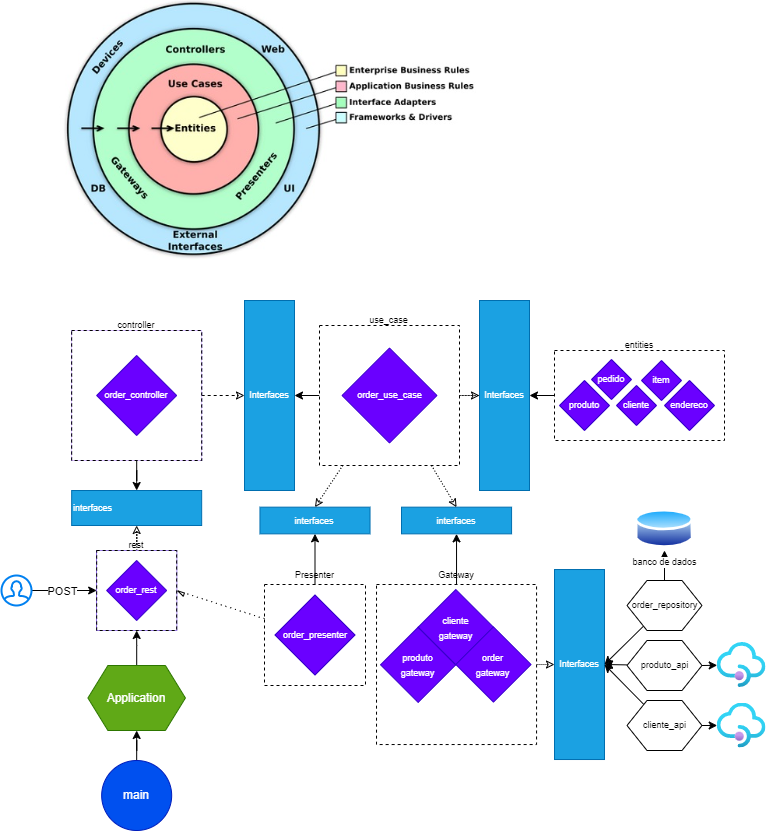 Devices
Controllers
Web
Use Cases
Entities
Gateways
Presenters
DB
UI
External
Interfaces
Enterprise Business Rules
Application Business Rules
Interface Adapters
Frameworks & Drivers
controller
order_controller
Interfaces
use_case
order_use_case
Interfaces
entities
pedido
item
produto
cliente
endereco
interfaces
interfaces
interfaces
rest
order_rest
POST
Presenter
order_presenter
Gateway
cliente
gateway
produto
gateway
order
gateway
Interfaces
banco de dados
order_repository
produto_api
cliente_api
Application
main